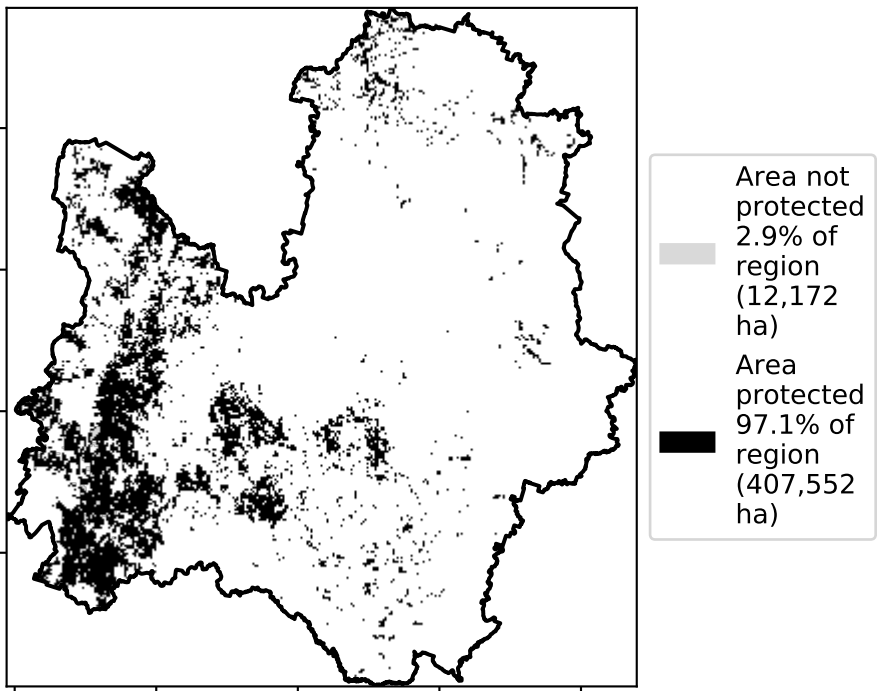 Area not
protected
2.9% of
region
(12,172
ha)
Area
protected
97.1% of
region
(407,552
ha)